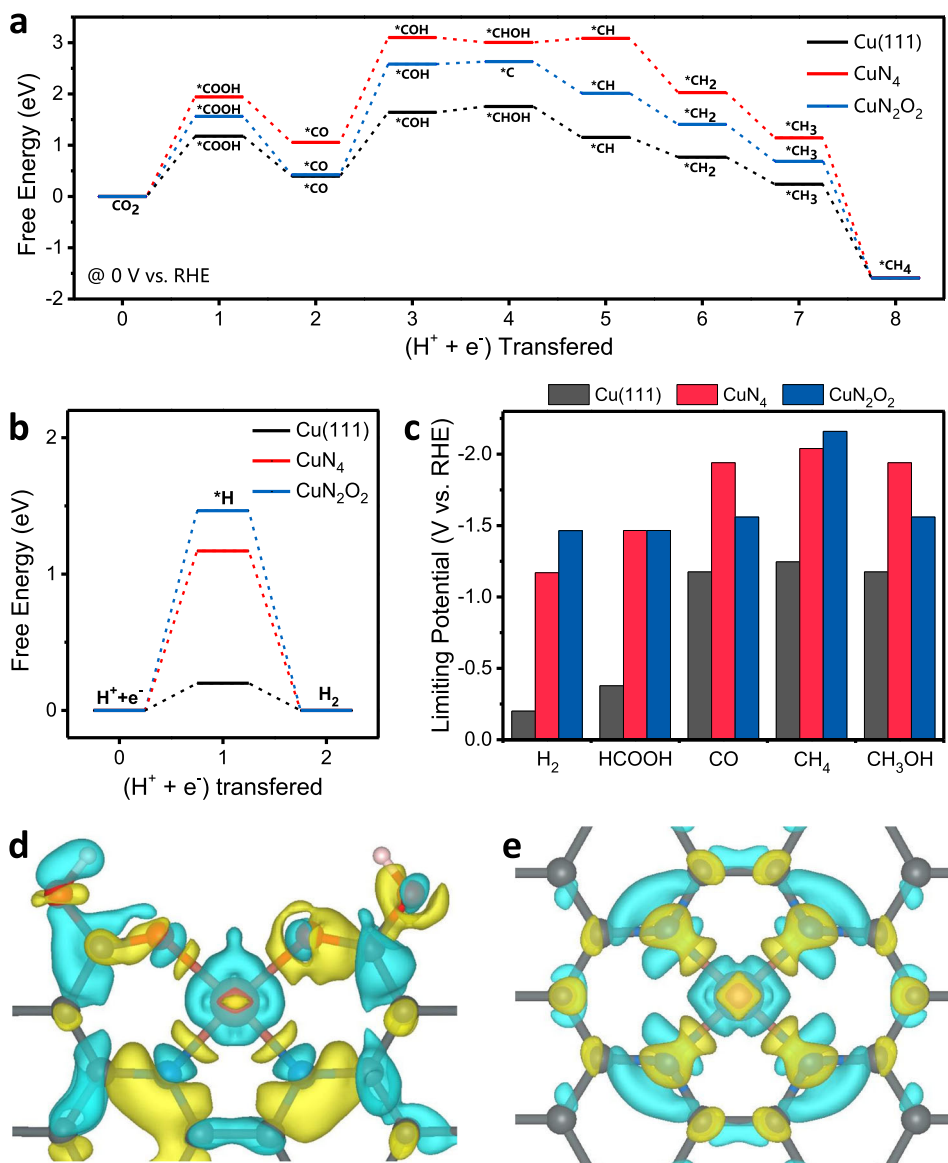 a
Free Energy (eV)
3
2
1
0
-1
-2
*COH
*CHOH
*CH
*COOH
*COOH
*COOH
*CO
*CO
*CO
*COH
*C
*CH
*CH₂
*CH₂
*CH₃
*CH₃
*COH
*CHOH
*CH
*CH₂
*CH₃
CO₂
*CH₄
Cu(111)
CuN₄
CuN₂O₂
@ 0 V vs. RHE
0 1 2 3 4 5 6 7 8
(H⁺ + e⁻) Transfered
b
Free Energy (eV)
2
1
0
Cu(111)
CuN₄
CuN₂O₂
*H
H⁺+e⁻
H₂
0 1 2
(H⁺ + e⁻) transfered
c
Cu(111) CuN₄ CuN₂O₂
Limiting Potential (V vs. RHE)
-2.0
-1.5
-1.0
-0.5
0.0
H₂ HCOOH CO CH₄ CH₃OH
d
e